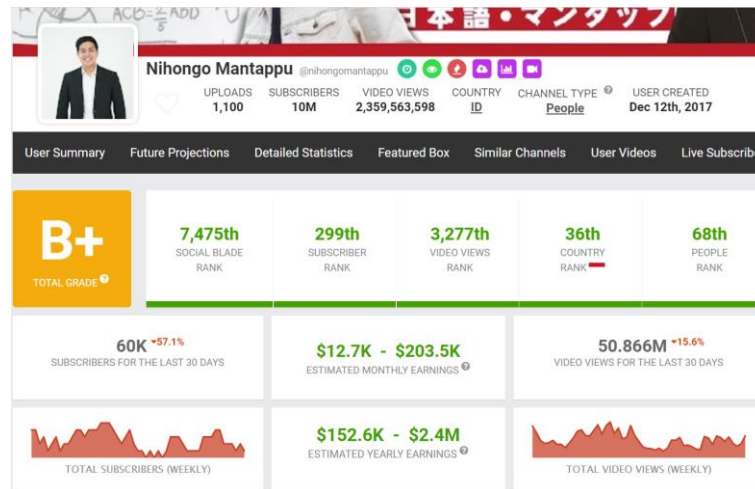 日本語・マンタップ
Nihongo Mantappu @nihongomantappu
UPLOADS SUBSCRIBERS VIDEO VIEWS COUNTRY CHANNEL TYPE USER CREATED
1,100 10M 2,359,563,598 ID People Dec 12th, 2017
User Summary Future Projections Detailed Statistics Featured Box Similar Channels User Videos Live Subscribe
B+
TOTAL GRADE
7,475th 299th 3,277th 36th 68th
SOCIAL BLADE SUBSCRIBER VIDEO VIEWS COUNTRY PEOPLE
RANK RANK RANK RANK RANK
60K 57.1%
SUBSCRIBERS FOR THE LAST 30 DAYS
$12.7K - $203.5K
ESTIMATED MONTHLY EARNINGS
50.866M 15.6%
VIDEO VIEWS FOR THE LAST 30 DAYS
TOTAL SUBSCRIBERS (WEEKLY)
$152.6K - $2.4M
ESTIMATED YEARLY EARNINGS
TOTAL VIDEO VIEWS (WEEKLY)